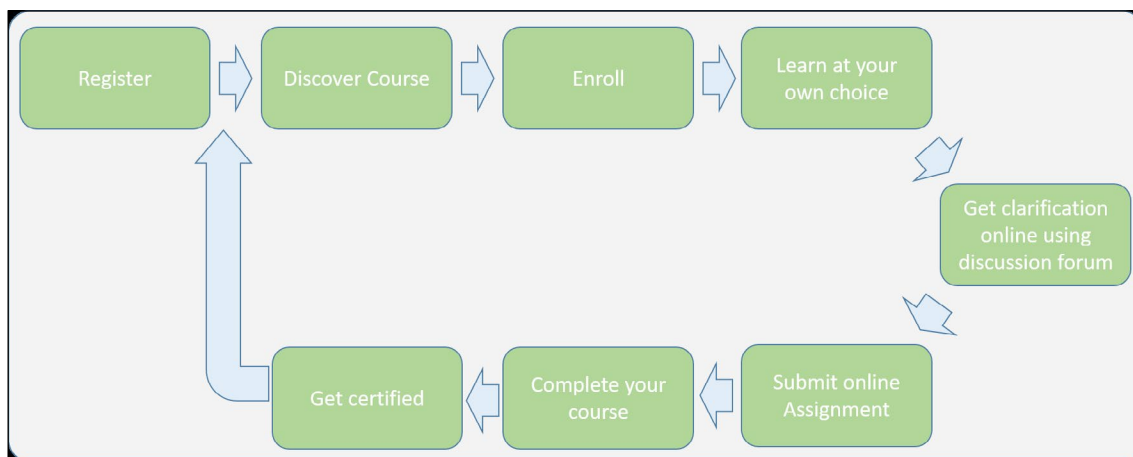 Register
Discover Course
Enroll
Learn at your
own choice
Get clarification
online using
discussion forum
Submit online
Assignment
Complete your
course
Get certified